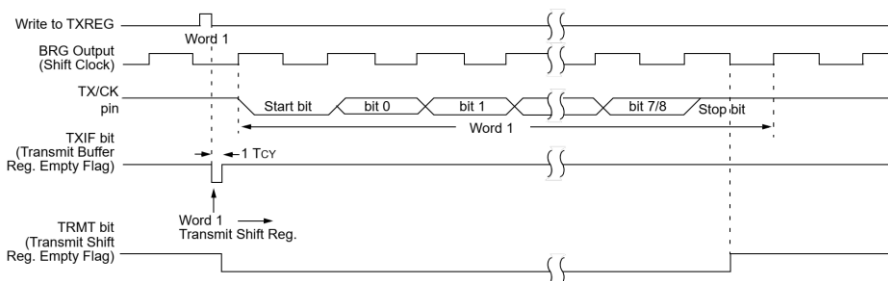 Write to TXREG
Word 1
BRG Output
(Shift Clock)
TX/CK
pin
Start bit
bit 0
bit 1
bit 7/8
Stop bit
Word 1
TXIF bit
(Transmit Buffer
Reg. Empty Flag)
1 TCY
Word 1
Transmit Shift Reg.
TRMT bit
(Transmit Shift
Reg. Empty Flag)